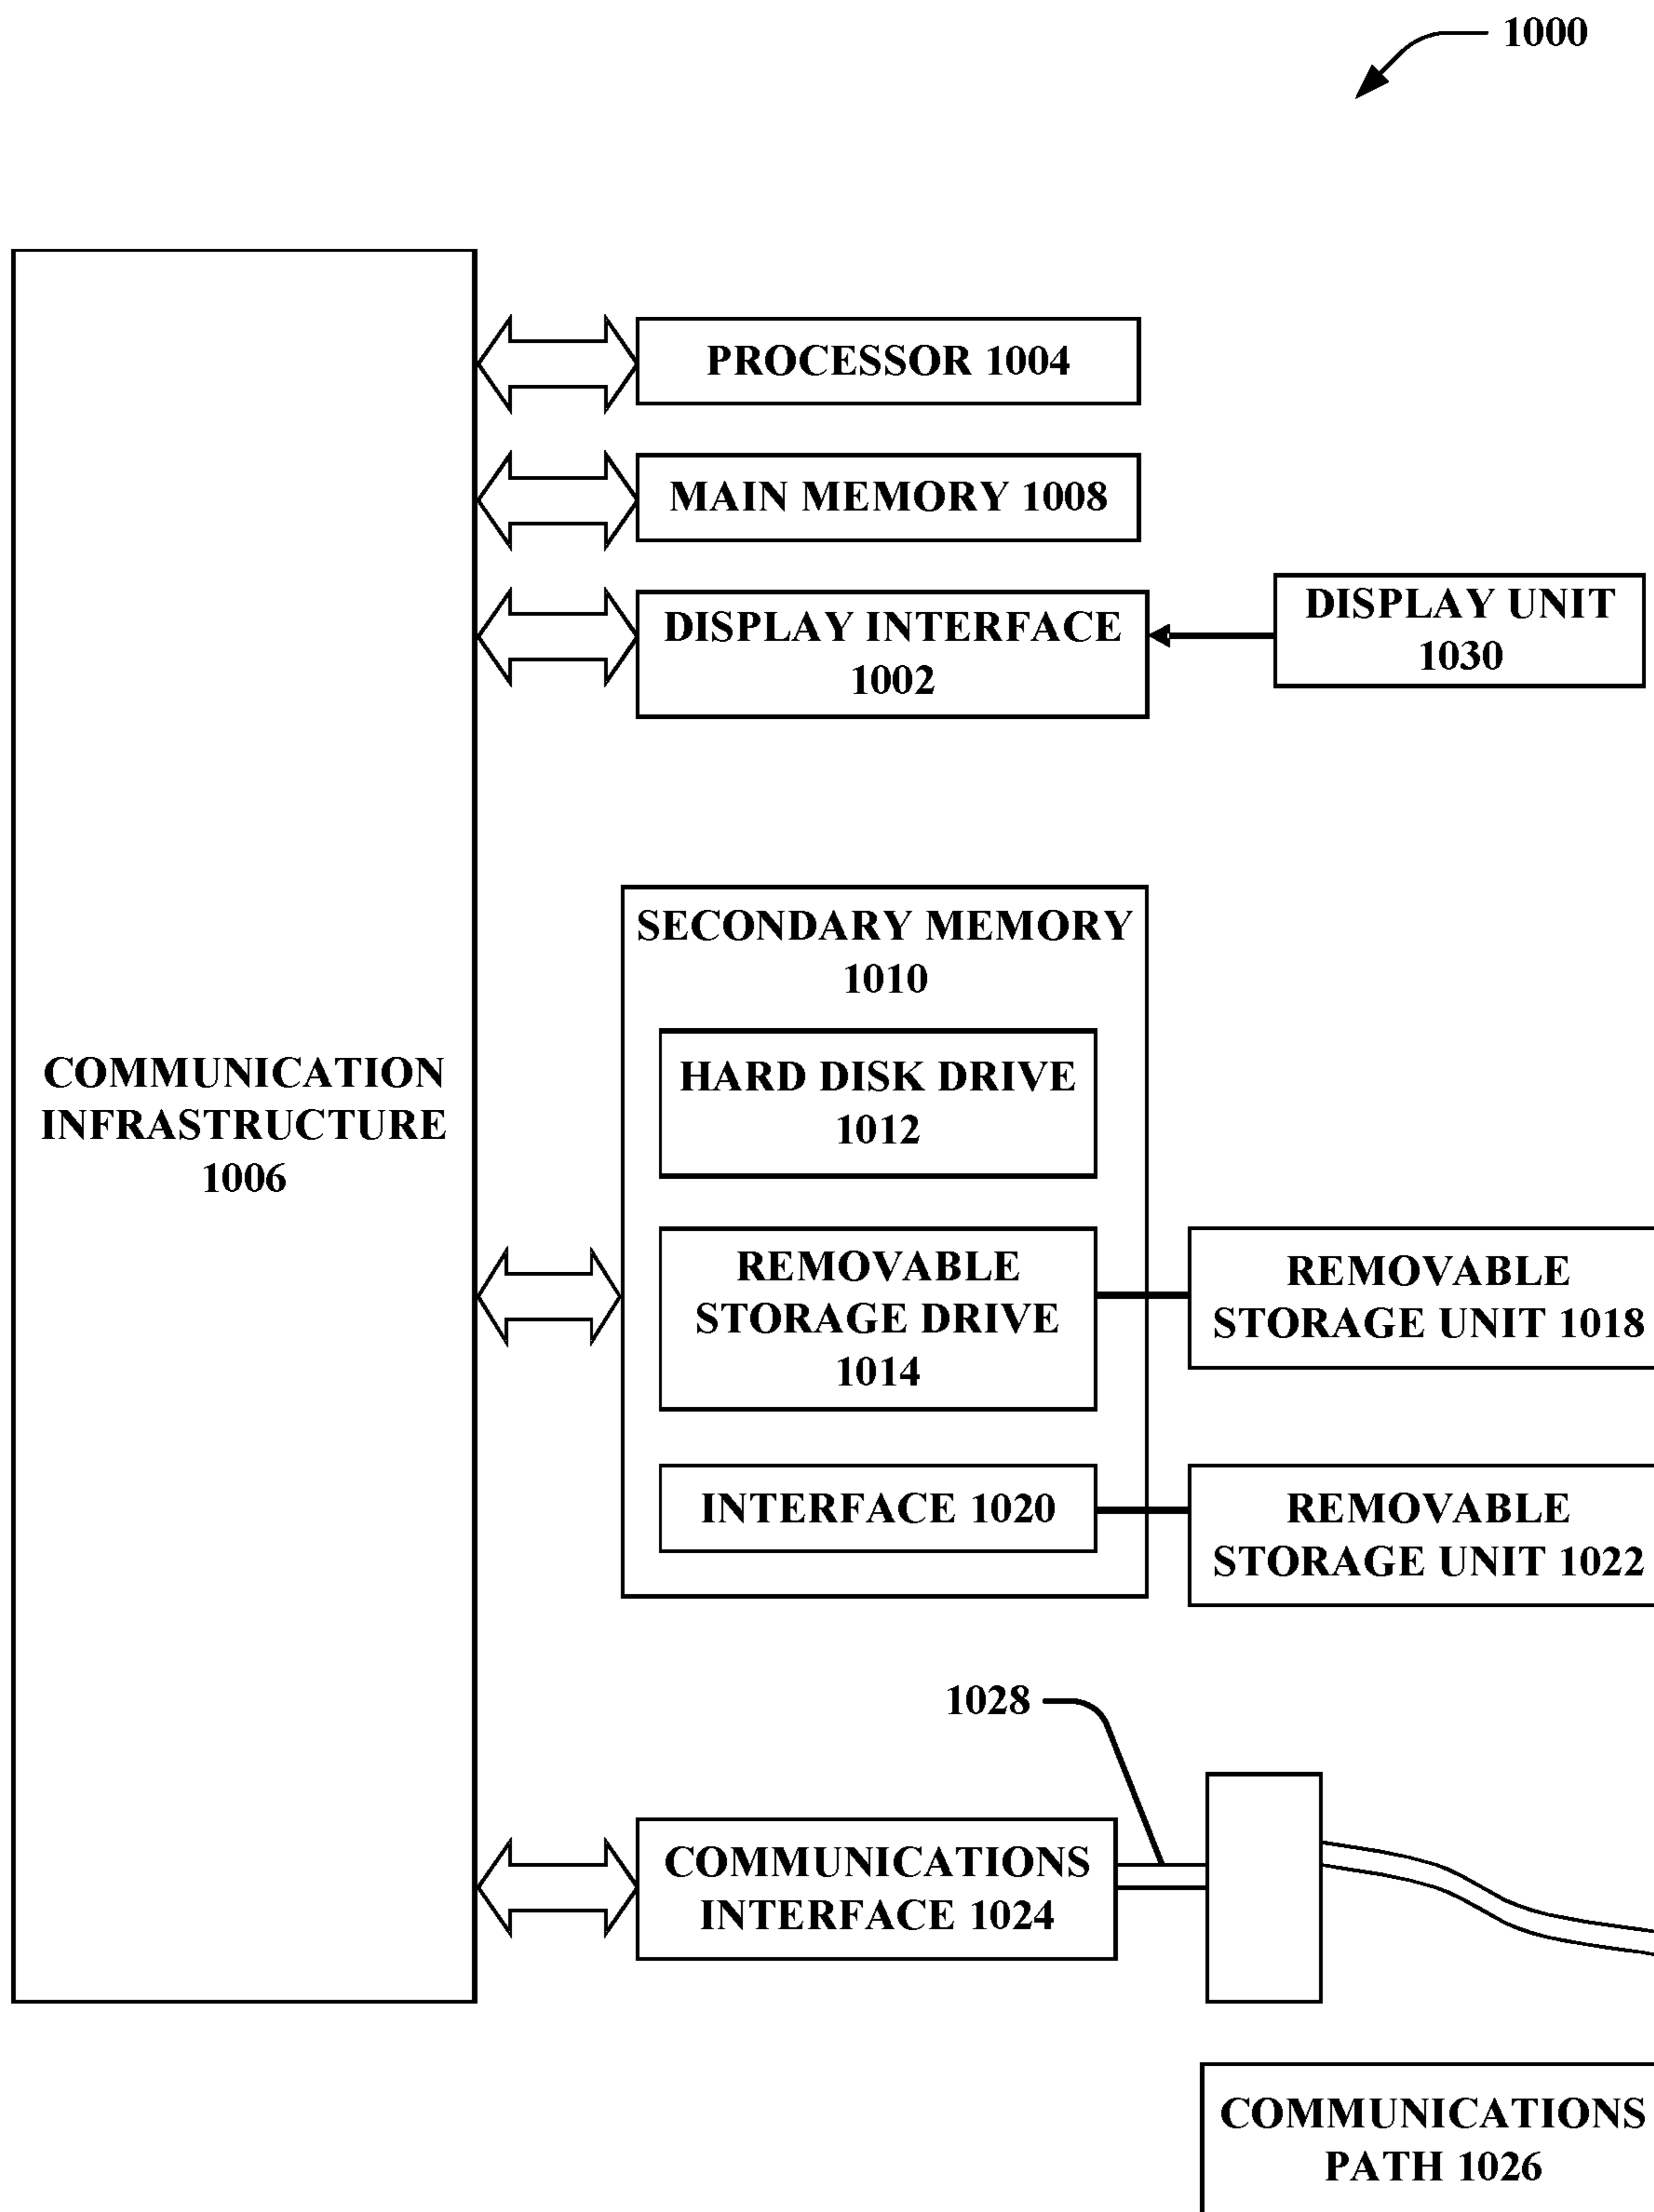 1000
PROCESSOR 1004
MAIN MEMORY 1008
DISPLAY INTERFACE
1002
DISPLAY UNIT
1030
SECONDARY MEMORY
1010
HARD DISK DRIVE
1012
COMMUNICATION
INFRASTRUCTURE
1006
REMOVABLE
STORAGE DRIVE
1014
REMOVABLE
STORAGE UNIT 1018
INTERFACE 1020
REMOVABLE
STORAGE UNIT 1022
1028
COMMUNICATIONS
INTERFACE 1024
COMMUNICATIONS
PATH 1026